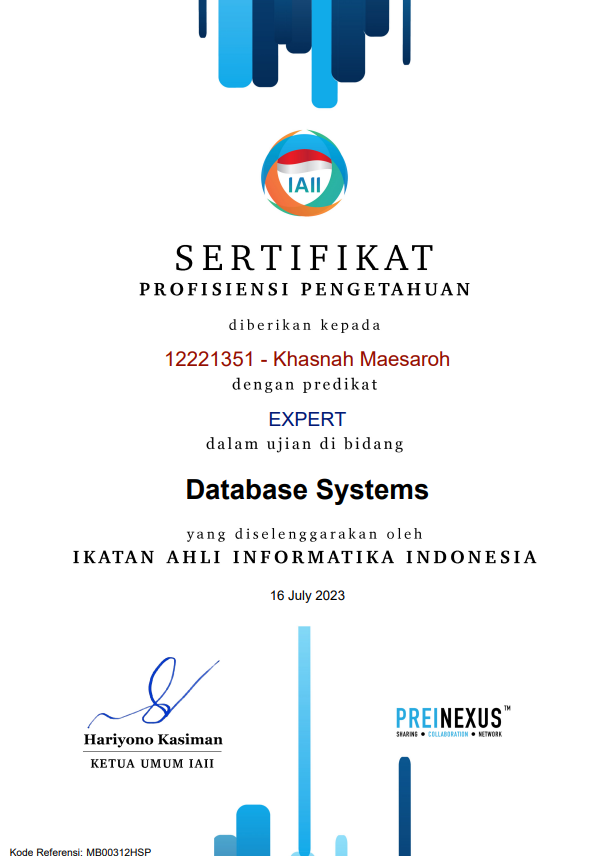 IAII
SERTIFIKAT
PROFISIENSI PENGETAHUAN
diberikan kepada
12221351 - Khasnah Maesaroh
dengan predikat
EXPERT
dalam ujian di bidang
Database Systems
yang diselenggarakan oleh
IKATAN AHLI INFORMATIKA INDONESIA
16 July 2023
Hariyono Kasiman
KETUA UMUM IAII
PREINEXUS™
SHARING ● COLLABORATION ● NETWORK
Kode Referensi: MB00312HSP